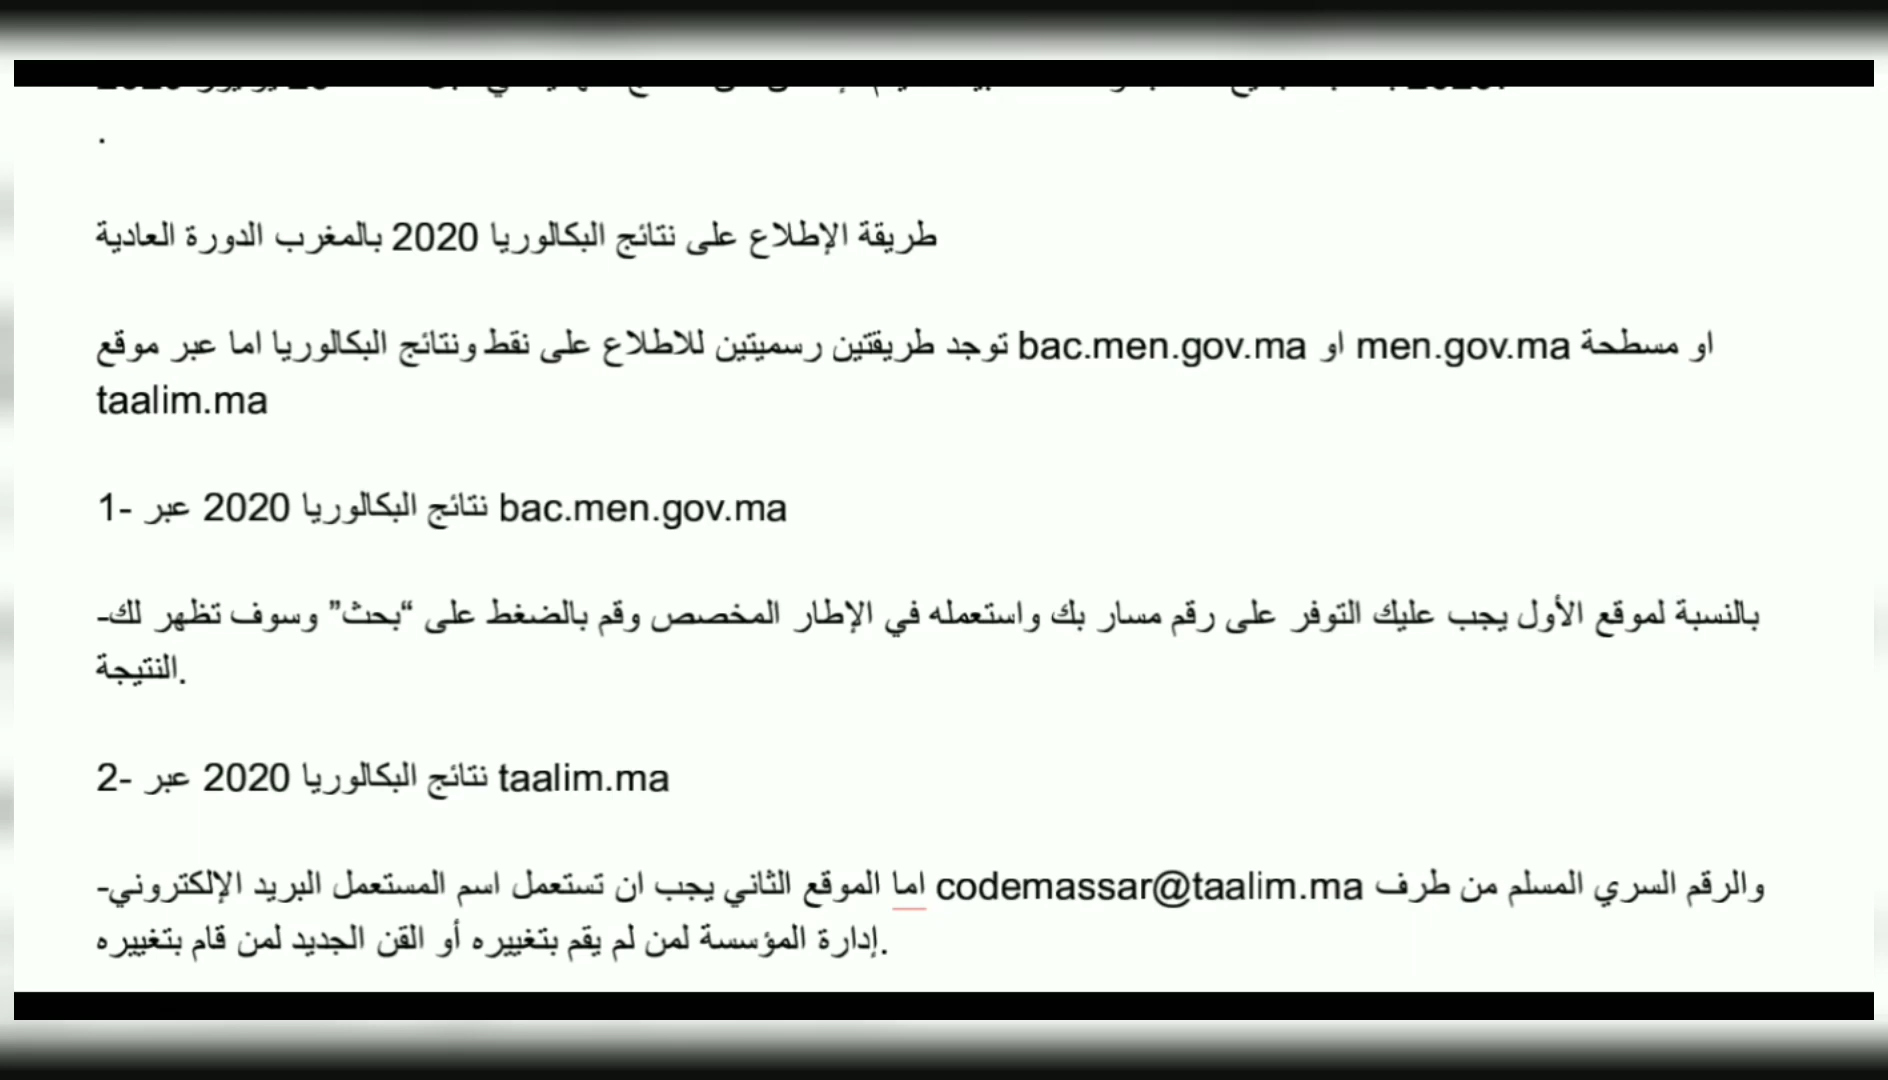 طريقة الإطلاع على نتائج البكالوريا 2020 بالمغرب الدورة العادية
توجد طريقتين رسميتين للاطلاع على نقط ونتائج البكالوريا اما عبر موقع bac.men.gov.ma او men.gov.ma او مسطحة
taalim.ma
1- نتائج البكالوريا 2020 عبر bac.men.gov.ma
-بالنسبة لموقع الأول يجب عليك التوفر على رقم مسار بك واستعمله في الإطار المخصص وقم بالضغط على “بحث” وسوف تظهر لك
النتيجة.
2- نتائج البكالوريا 2020 عبر taalim.ma
-اما الموقع الثاني يجب ان تستعمل اسم المستعمل البريد الإلكتروني codemassar@taalim.ma والرقم السري المسلم من طرف
إدارة المؤسسة لمن لم يقم بتغييره أو القن الجديد لمن قام بتغييره.